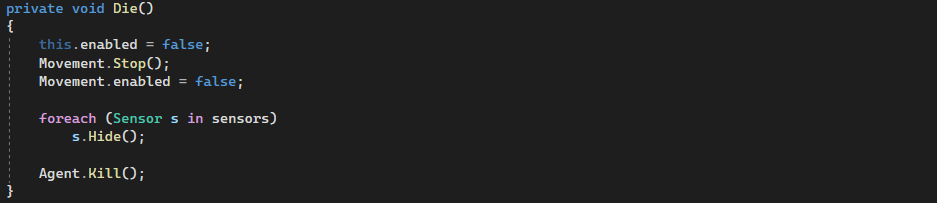 private void Die()
{
this.enabled = false;
Movement.Stop();
Movement.enabled = false;
foreach (Sensor s in sensors)
s.Hide();
Agent.Kill();
}